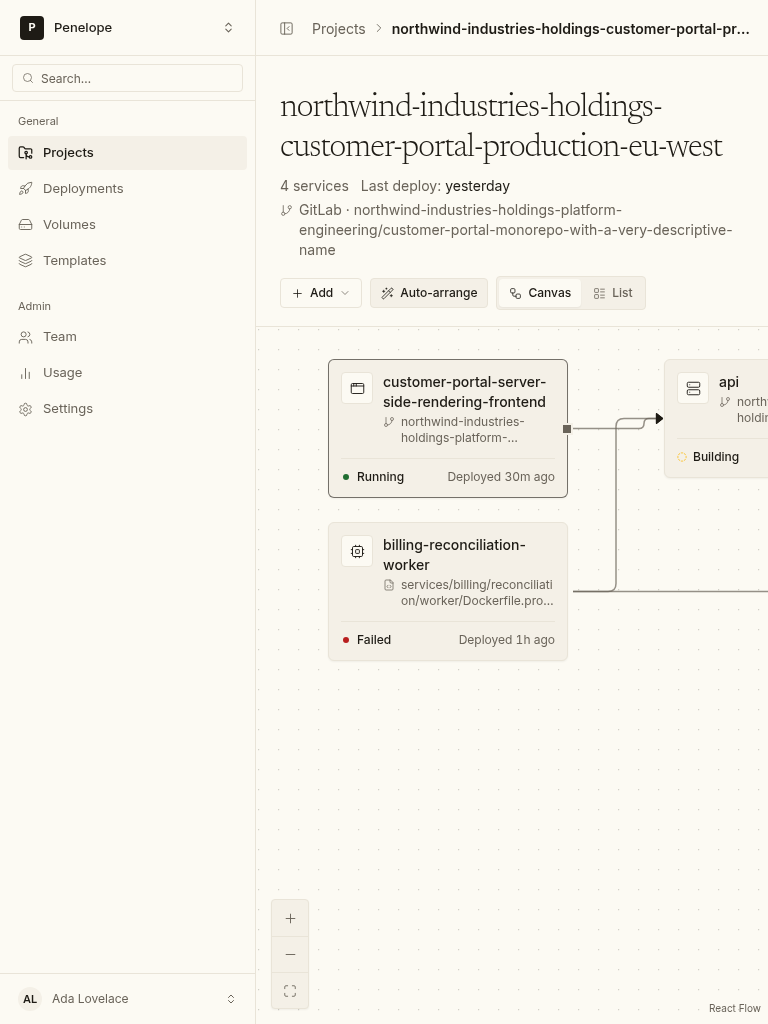 P Penelope
Search...
General
Projects
Deployments
Volumes
Templates
Admin
Team
Usage
Settings
AL Ada Lovelace
Projects > northwind-industries-holdings-customer-portal-pr...
northwind-industries-holdings-
customer-portal-production-eu-west
4 services Last deploy: yesterday
GitLab · northwind-industries-holdings-platform-
engineering/customer-portal-monorepo-with-a-very-descriptive-
name
Add Auto-arrange Canvas List
customer-portal-server-
side-rendering-frontend
northwind-industries-
holdings-platform-...
Running Deployed 30m ago
api
Building
billing-reconciliation-
worker
services/billing/reconciliati
on/worker/Dockerfile.pro...
Failed Deployed 1h ago
React Flow